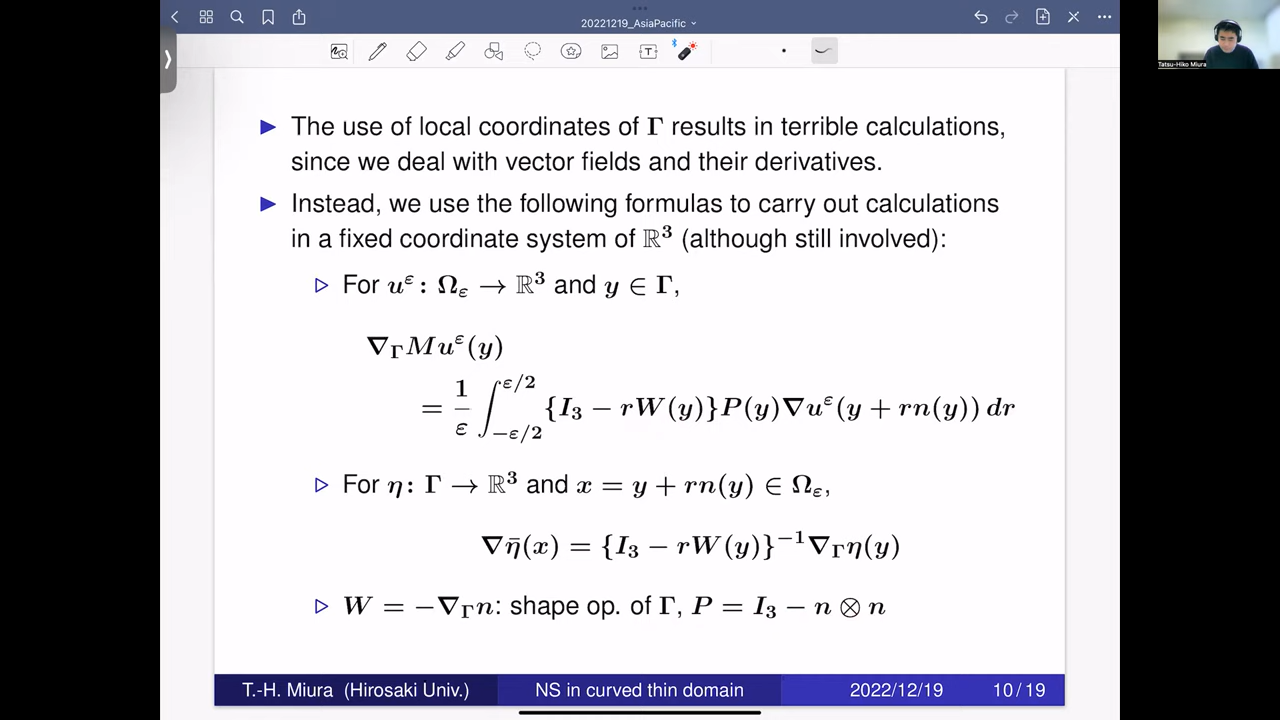 20221219_AsiaPacific
Tatsu-Hiko Miura
▶ The use of local coordinates of Γ results in terrible calculations,
since we deal with vector fields and their derivatives.
▶ Instead, we use the following formulas to carry out calculations
in a fixed coordinate system of ℝ³ (although still involved):
▷ For u^ε : Ω_ε → ℝ³ and y ∈ Γ,
∇_Γ Mu^ε(y)
= 1/ε ∫_{−ε/2}^{ε/2} {I₃ − rW(y)}P(y)∇u^ε(y + rn(y)) dr
▷ For η : Γ → ℝ³ and x = y + rn(y) ∈ Ω_ε,
∇η̄(x) = {I₃ − rW(y)}⁻¹∇_Γ η(y)
▷ W = −∇_Γ n: shape op. of Γ, P = I₃ − n ⊗ n
T.-H. Miura (Hirosaki Univ.) NS in curved thin domain 2022/12/19 10 / 19